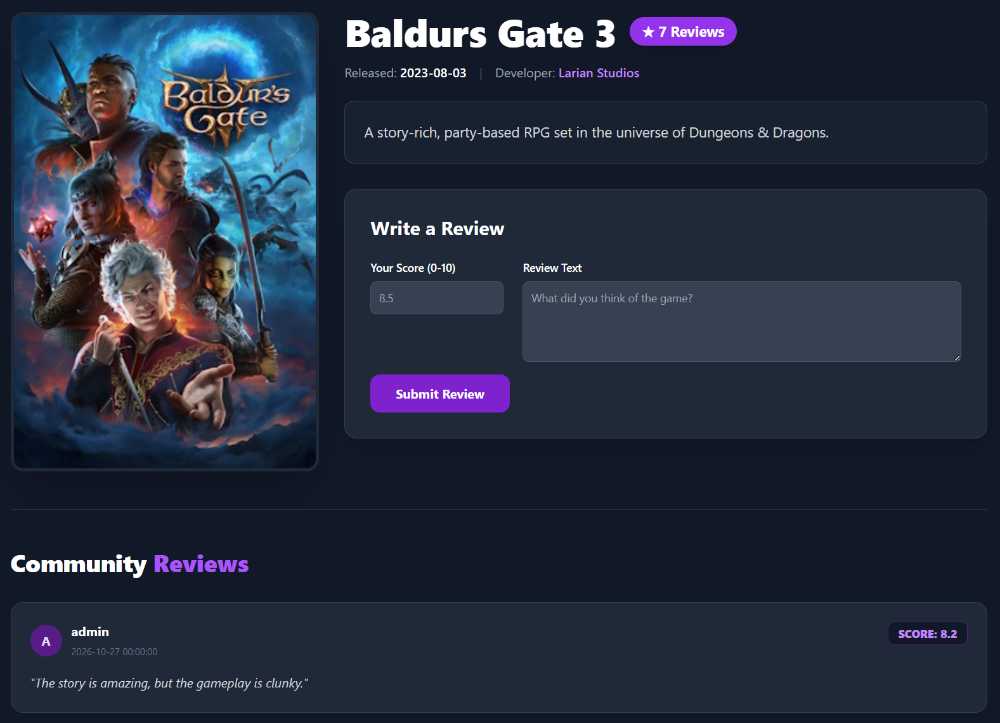 Baldur's
Gate
III
Baldurs Gate 3
★ 7 Reviews
Released: 2023-08-03 | Developer: Larian Studios
A story-rich, party-based RPG set in the universe of Dungeons & Dragons.
Write a Review
Your Score (0-10)
8.5
Review Text
What did you think of the game?
Submit Review
Community Reviews
A
admin
2026-10-27 00:00:00
SCORE: 8.2
"The story is amazing, but the gameplay is clunky."